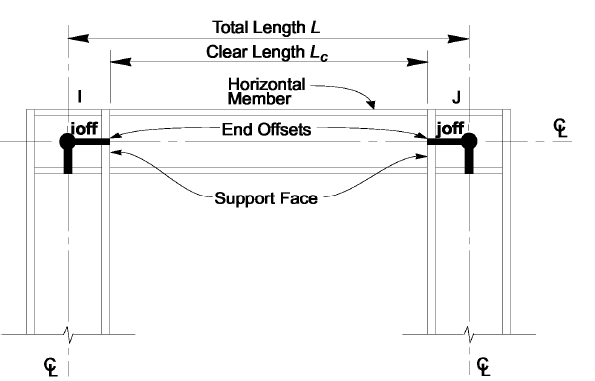 Total Length L
Clear Length Lc
Horizontal
Member
I
J
joff
End Offsets
joff
℄
Support Face
℄
℄